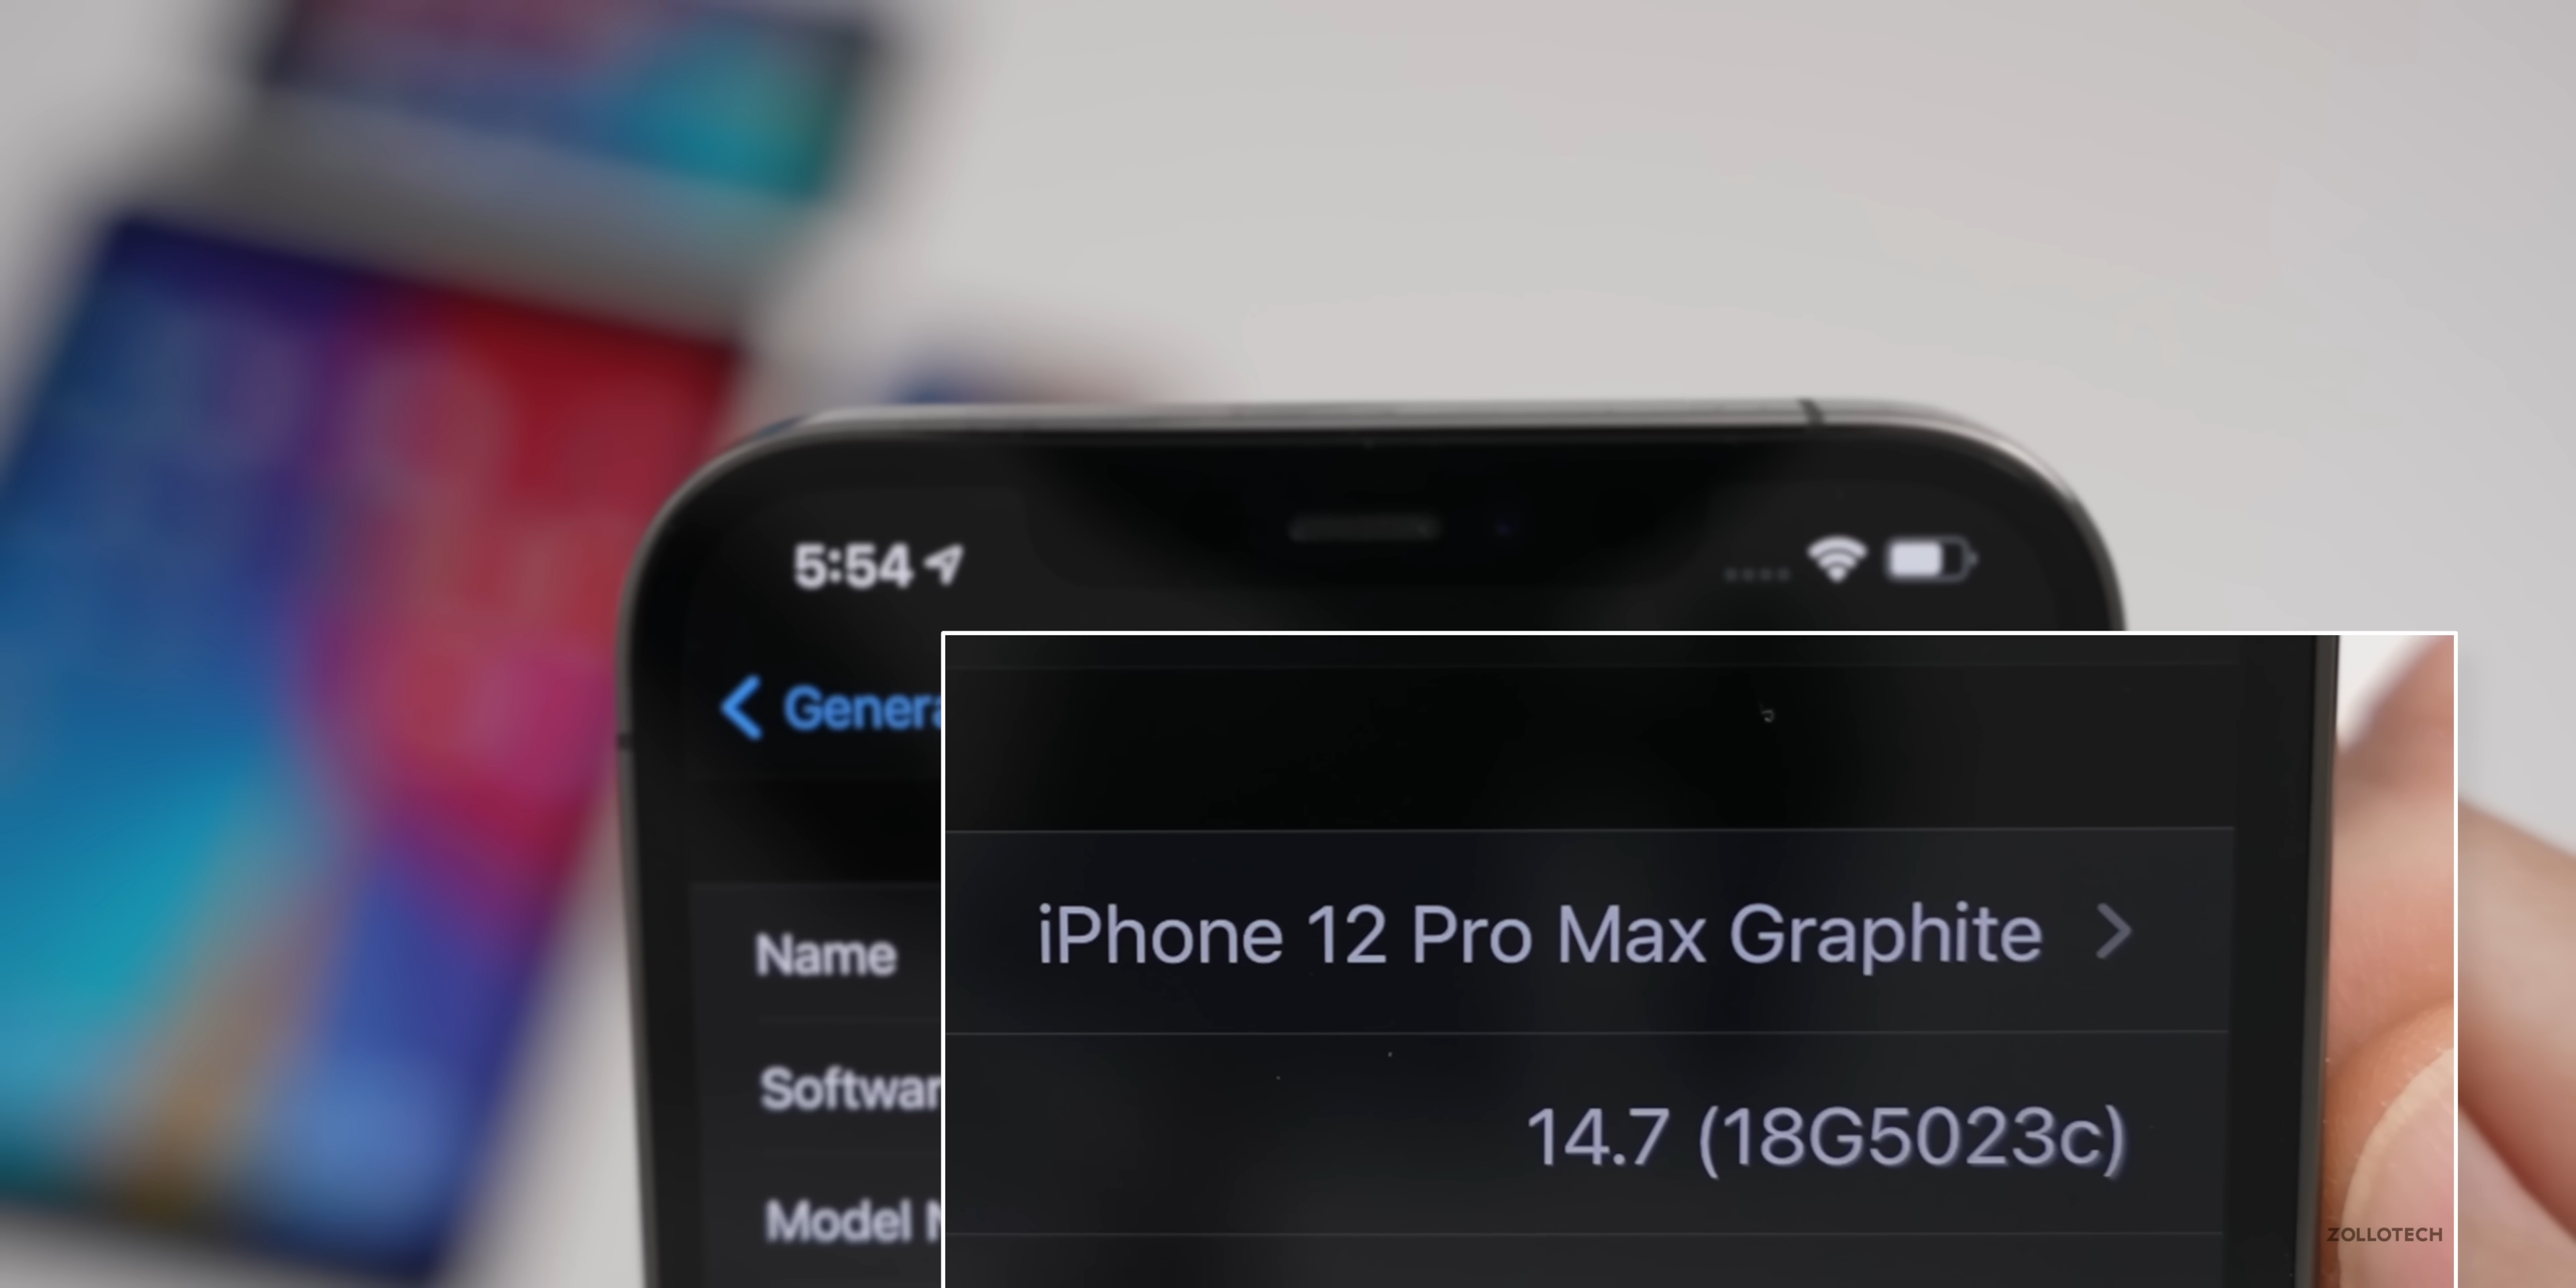 5:54
Genera
Name
Softwar
Model N
iPhone 12 Pro Max Graphite
14.7 (18G5023c)
ZOLLOTECH